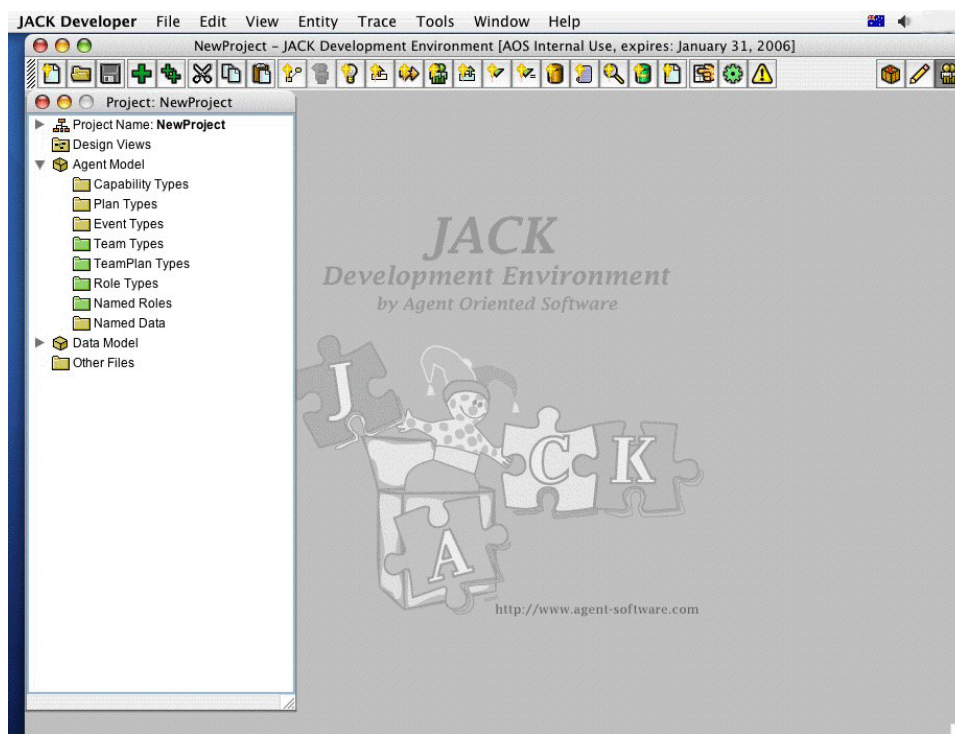 JACK Developer File Edit View Entity Trace Tools Window Help
NewProject – JACK Development Environment [AOS Internal Use, expires: January 31, 2006]
Project: NewProject
Project Name: NewProject
Design Views
Agent Model
Capability Types
Plan Types
Event Types
Team Types
TeamPlan Types
Role Types
Named Roles
Named Data
Data Model
Other Files
JACK
Development Environment
by Agent Oriented Software
J
C K
A
http://www.agent-software.com